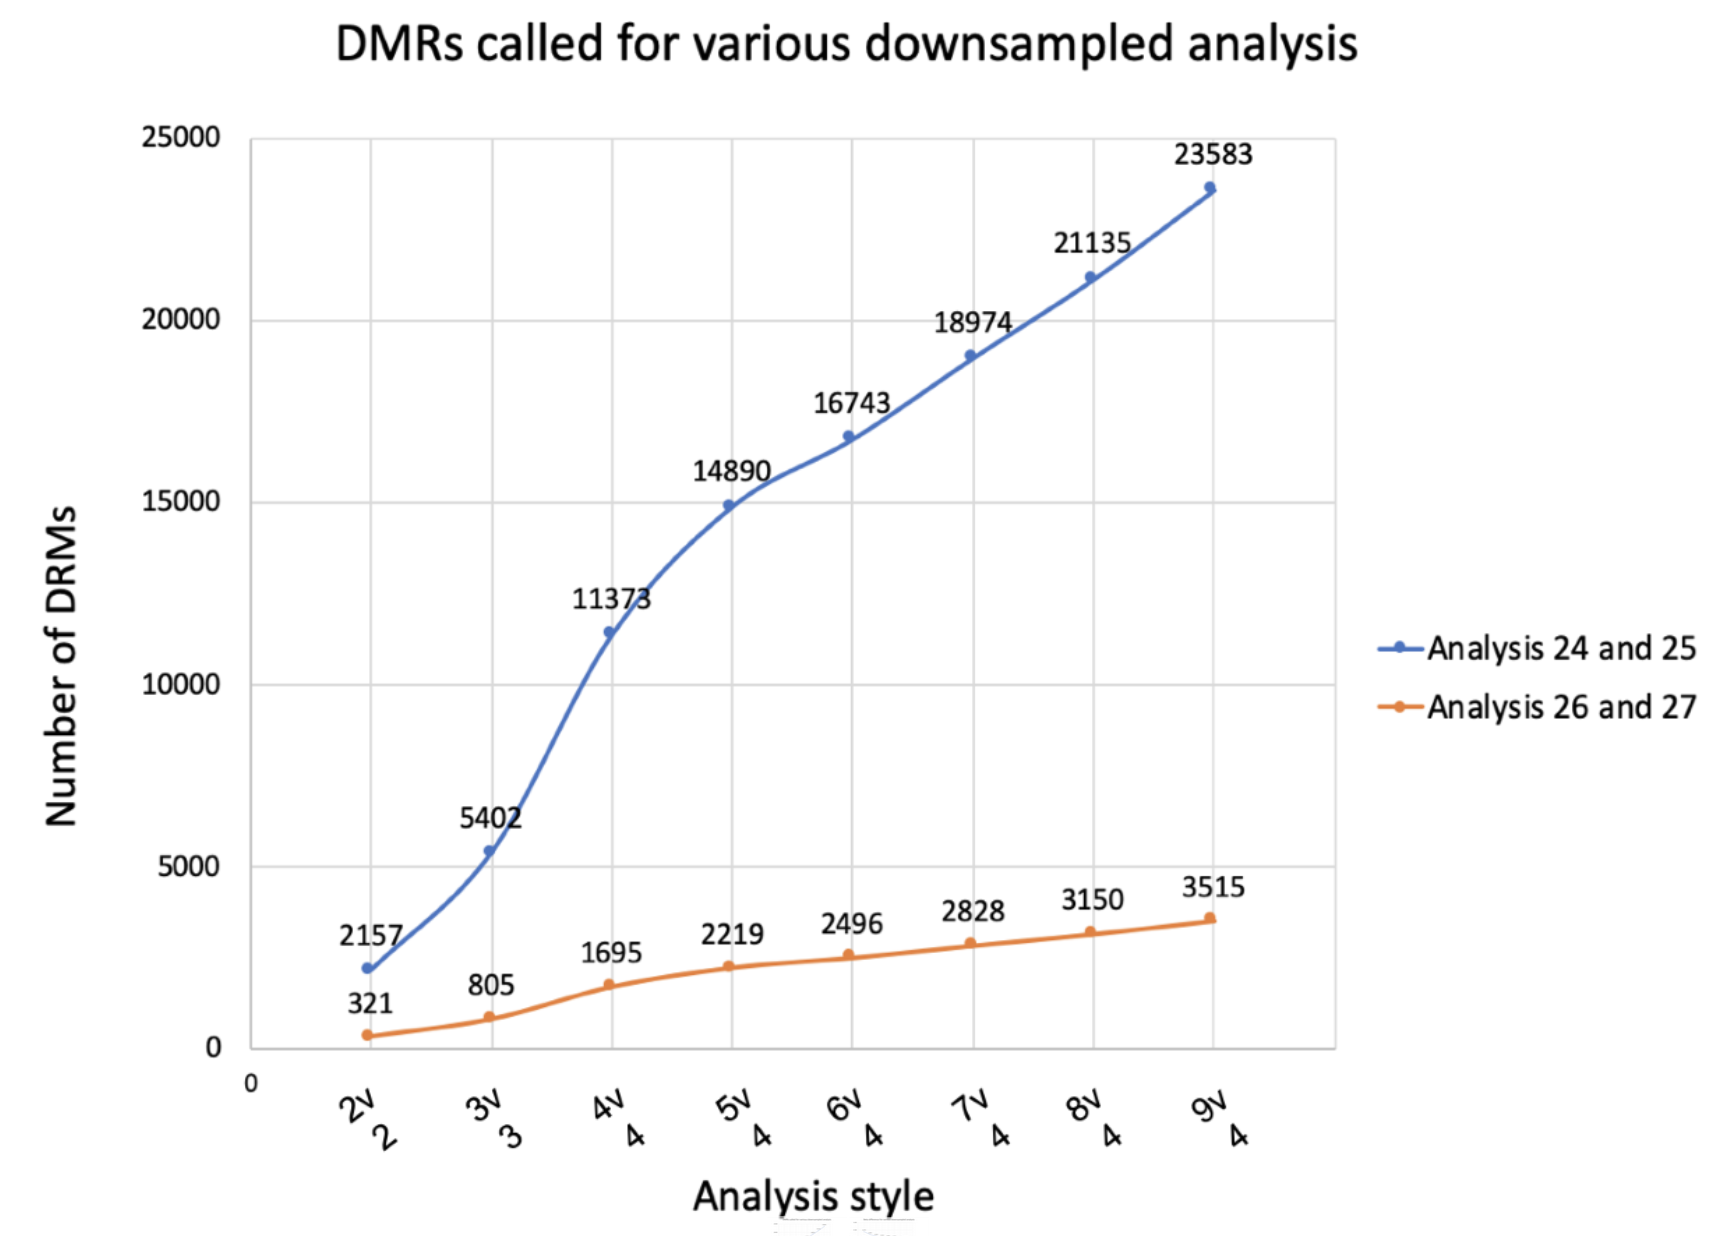 DMRs called for various downsampled analysis
25000
20000
15000
10000
5000
0
Number of DRMs
2157
5402
11373
14890
16743
18974
21135
23583
321
805
1695
2219
2496
2828
3150
3515
0
2v
2
3v
3
4v
4
5v
4
6v
4
7v
4
8v
4
9v
4
Analysis style
Analysis 24 and 25
Analysis 26 and 27